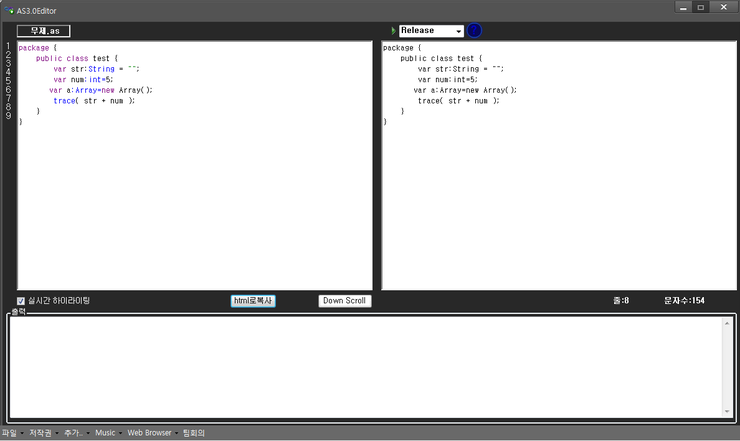 AS3.0Editor
무제.as
Release
1
2
3
4
5
6
7
8
9
package {
public class test {
var str:String = "";
var num:int=5;
var a:Array=new Array();
trace( str + num );
}
}
package {
public class test {
var str:String = "";
var num:int=5;
var a:Array=new Array();
trace( str + num );
}
}
실시간 하이라이팅
html로복사
Down Scroll
줄:8
문자수:154
출력
파일
저작권
추가..
Music
Web Browser
팀회의